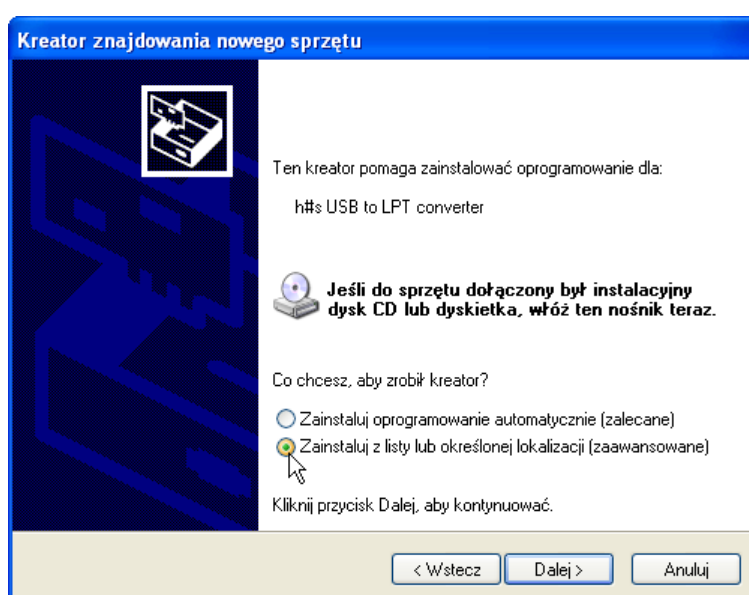 Kreator znajdowania nowego sprzętu
Ten kreator pomaga zainstalować oprogramowanie dla:
h#s USB to LPT converter
Jeśli do sprzętu dołączony był instalacyjny
dysk CD lub dyskietka, włóż ten nośnik teraz.
Co chcesz, aby zrobił kreator?
Zainstaluj oprogramowanie automatycznie (zalecane)
Zainstaluj z listy lub określonej lokalizacji (zaawansowane)
Kliknij przycisk Dalej, aby kontynuować.
< Wstecz Dalej > Anuluj